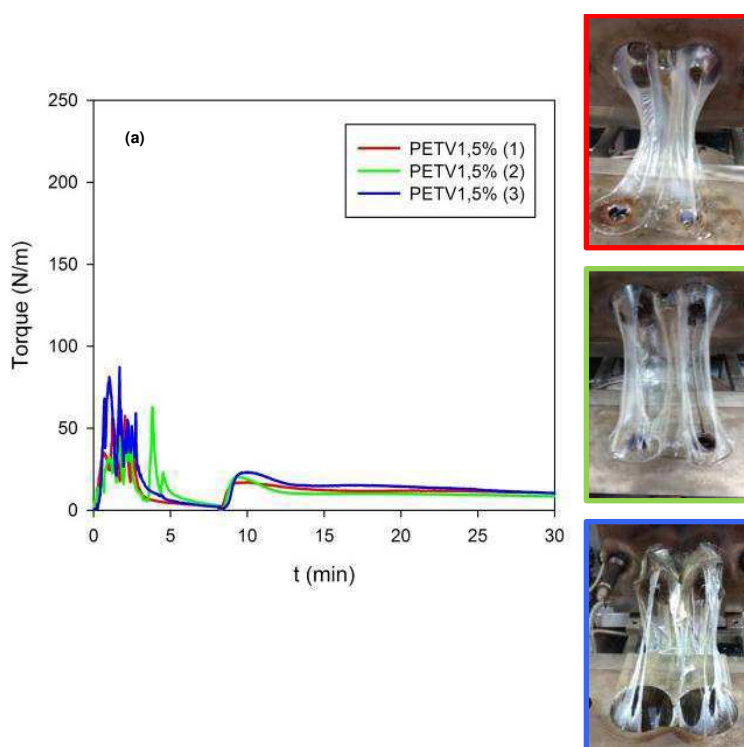 (a)
PETV1,5% (1)
PETV1,5% (2)
PETV1,5% (3)
Torque (N/m)
250
200
150
100
50
0
0 5 10 15 20 25 30
t (min)